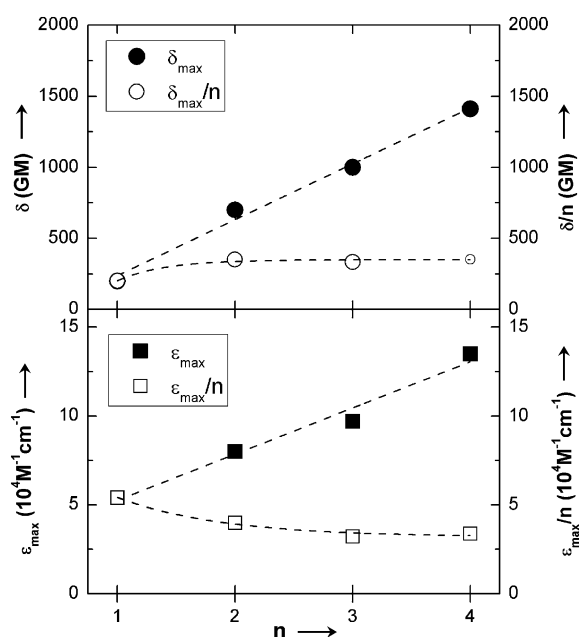 2000
1500
1000
500
0
δ (GM) →
δmax
δmax/n
2000
1500
1000
500
0
δ/n (GM) →
15
10
5
0
εmax (10⁴M⁻¹cm⁻¹) →
εmax
εmax/n
15
10
5
0
εmax/n (10⁴M⁻¹cm⁻¹) →
1 2 3 4
n →